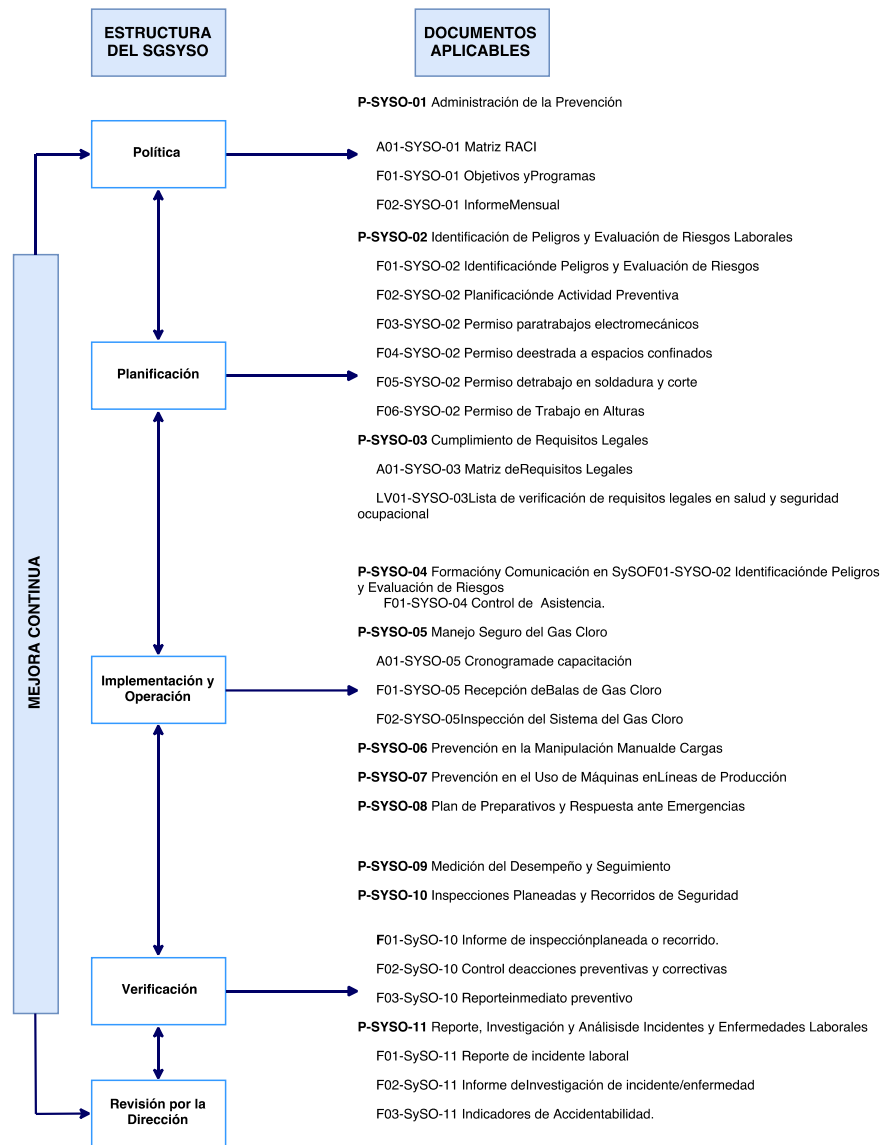 ESTRUCTURA
DEL SGSYSO
DOCUMENTOS
APLICABLES
P-SYSO-01 Administración de la Prevención
Política
A01-SYSO-01 Matriz RACI
F01-SYSO-01 Objetivos yProgramas
F02-SYSO-01 InformeMensual
P-SYSO-02 Identificación de Peligros y Evaluación de Riesgos Laborales
F01-SYSO-02 Identificaciónde Peligros y Evaluación de Riesgos
F02-SYSO-02 Planificaciónde Actividad Preventiva
F03-SYSO-02 Permiso paratrabajos electromecánicos
F04-SYSO-02 Permiso deestrada a espacios confinados
Planificación
F05-SYSO-02 Permiso detrabajo en soldadura y corte
F06-SYSO-02 Permiso de Trabajo en Alturas
P-SYSO-03 Cumplimiento de Requisitos Legales
A01-SYSO-03 Matriz deRequisitos Legales
LV01-SYSO-03Lista de verificación de requisitos legales en salud y seguridad
ocupacional
MEJORA CONTINUA
P-SYSO-04 Formacióny Comunicación en SySOF01-SYSO-02 Identificaciónde Peligros
y Evaluación de Riesgos
F01-SYSO-04 Control de  Asistencia.
P-SYSO-05 Manejo Seguro del Gas Cloro
A01-SYSO-05 Cronogramade capacitación
Implementación y
Operación
F01-SYSO-05 Recepción deBalas de Gas Cloro
F02-SYSO-05Inspección del Sistema del Gas Cloro
P-SYSO-06 Prevención en la Manipulación Manualde Cargas
P-SYSO-07 Prevención en el Uso de Máquinas enLíneas de Producción
P-SYSO-08 Plan de Preparativos y Respuesta ante Emergencias
P-SYSO-09 Medición del Desempeño y Seguimiento
P-SYSO-10 Inspecciones Planeadas y Recorridos de Seguridad
F01-SySO-10 Informe de inspecciónplaneada o recorrido.
F02-SySO-10 Control deacciones preventivas y correctivas
Verificación
F03-SySO-10 Reporteinmediato preventivo
P-SYSO-11 Reporte, Investigación y Análisisde Incidentes y Enfermedades Laborales
F01-SySO-11 Reporte de incidente laboral
F02-SySO-11 Informe deInvestigación de incidente/enfermedad
Revisión por la
Dirección
F03-SySO-11 Indicadores de Accidentabilidad.